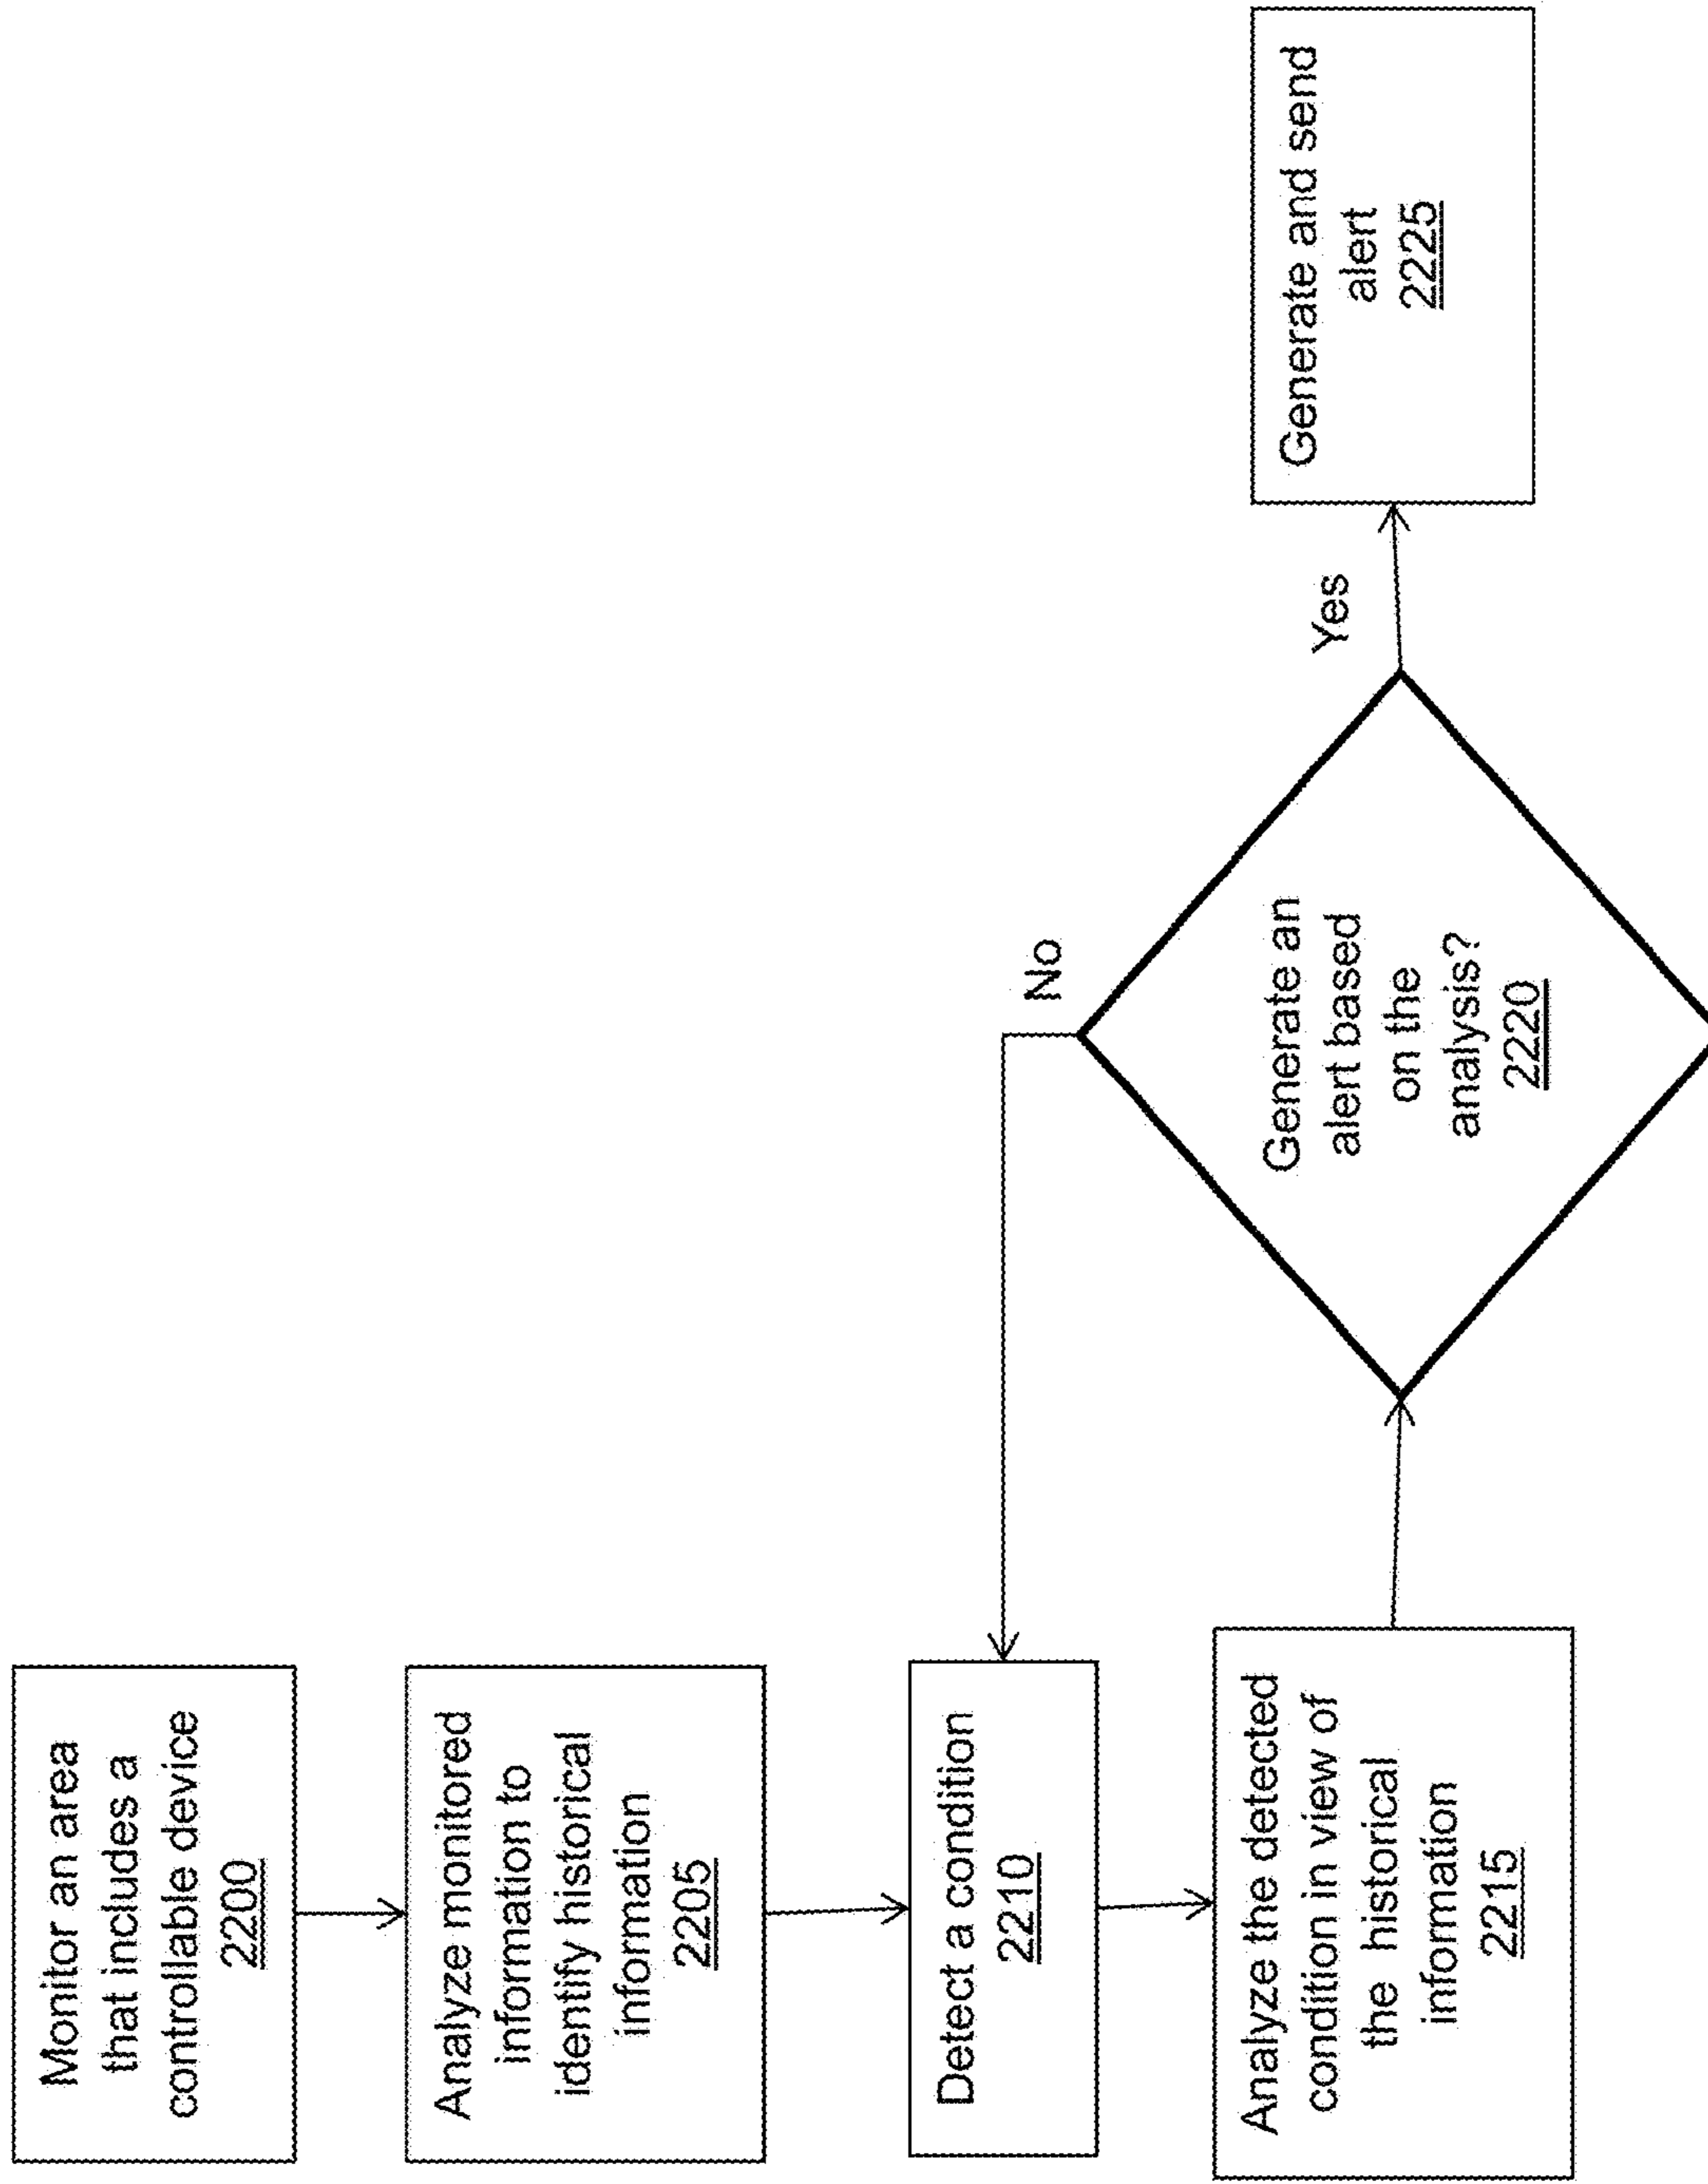 Monitor an area
that includes a
controllable device
2200
Analyze monitored
information to
identify historical
information
2205
Detect a condition
2210
Analyze the detected
condition in view of
the historical
information
2215
Generate an
alert based
on the
analysis?
2220
No
Yes
Generate and send
alert
2225